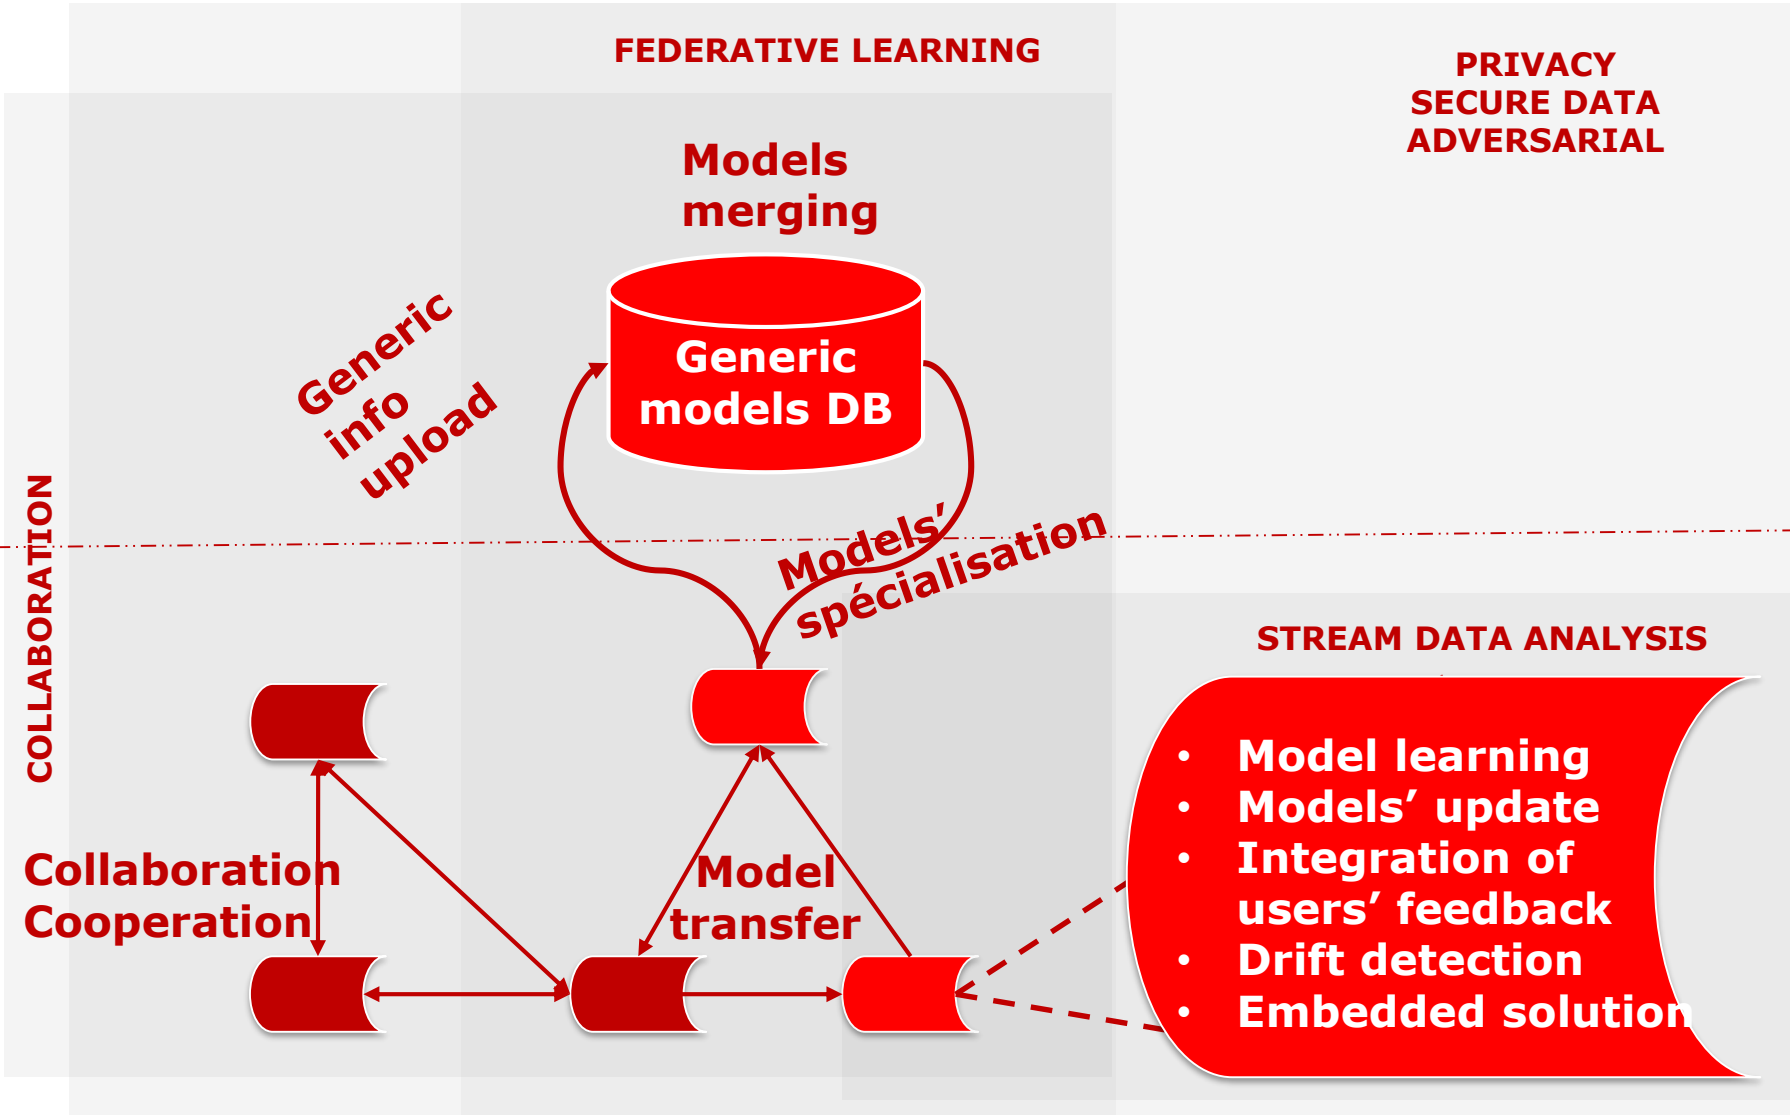 FEDERATIVE LEARNING
PRIVACY
SECURE DATA
ADVERSARIAL
Models
merging
Generic
info
upload
Generic
models DB
Models’
spécialisation
COLLABORATION
STREAM DATA ANALYSIS
Collaboration
Cooperation
Model
transfer
• Model learning
• Models’ update
• Integration of
users’ feedback
• Drift detection
• Embedded solution